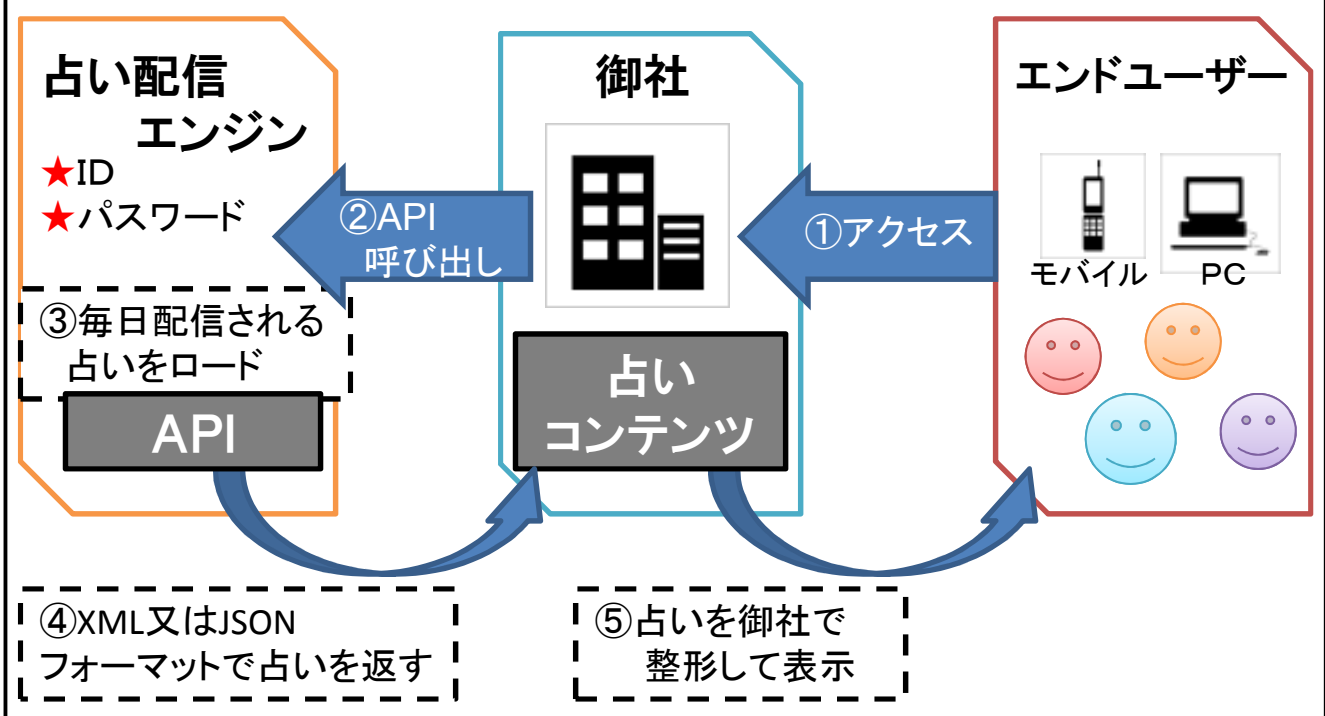 占い配信
エンジン
★ID
★パスワード
②API
呼び出し
③毎日配信される
占いをロード
API
④XML又はJSON
フォーマットで占いを返す
御社
占い
コンテンツ
⑤占いを御社で
整形して表示
①アクセス
エンドユーザー
モバイル
PC